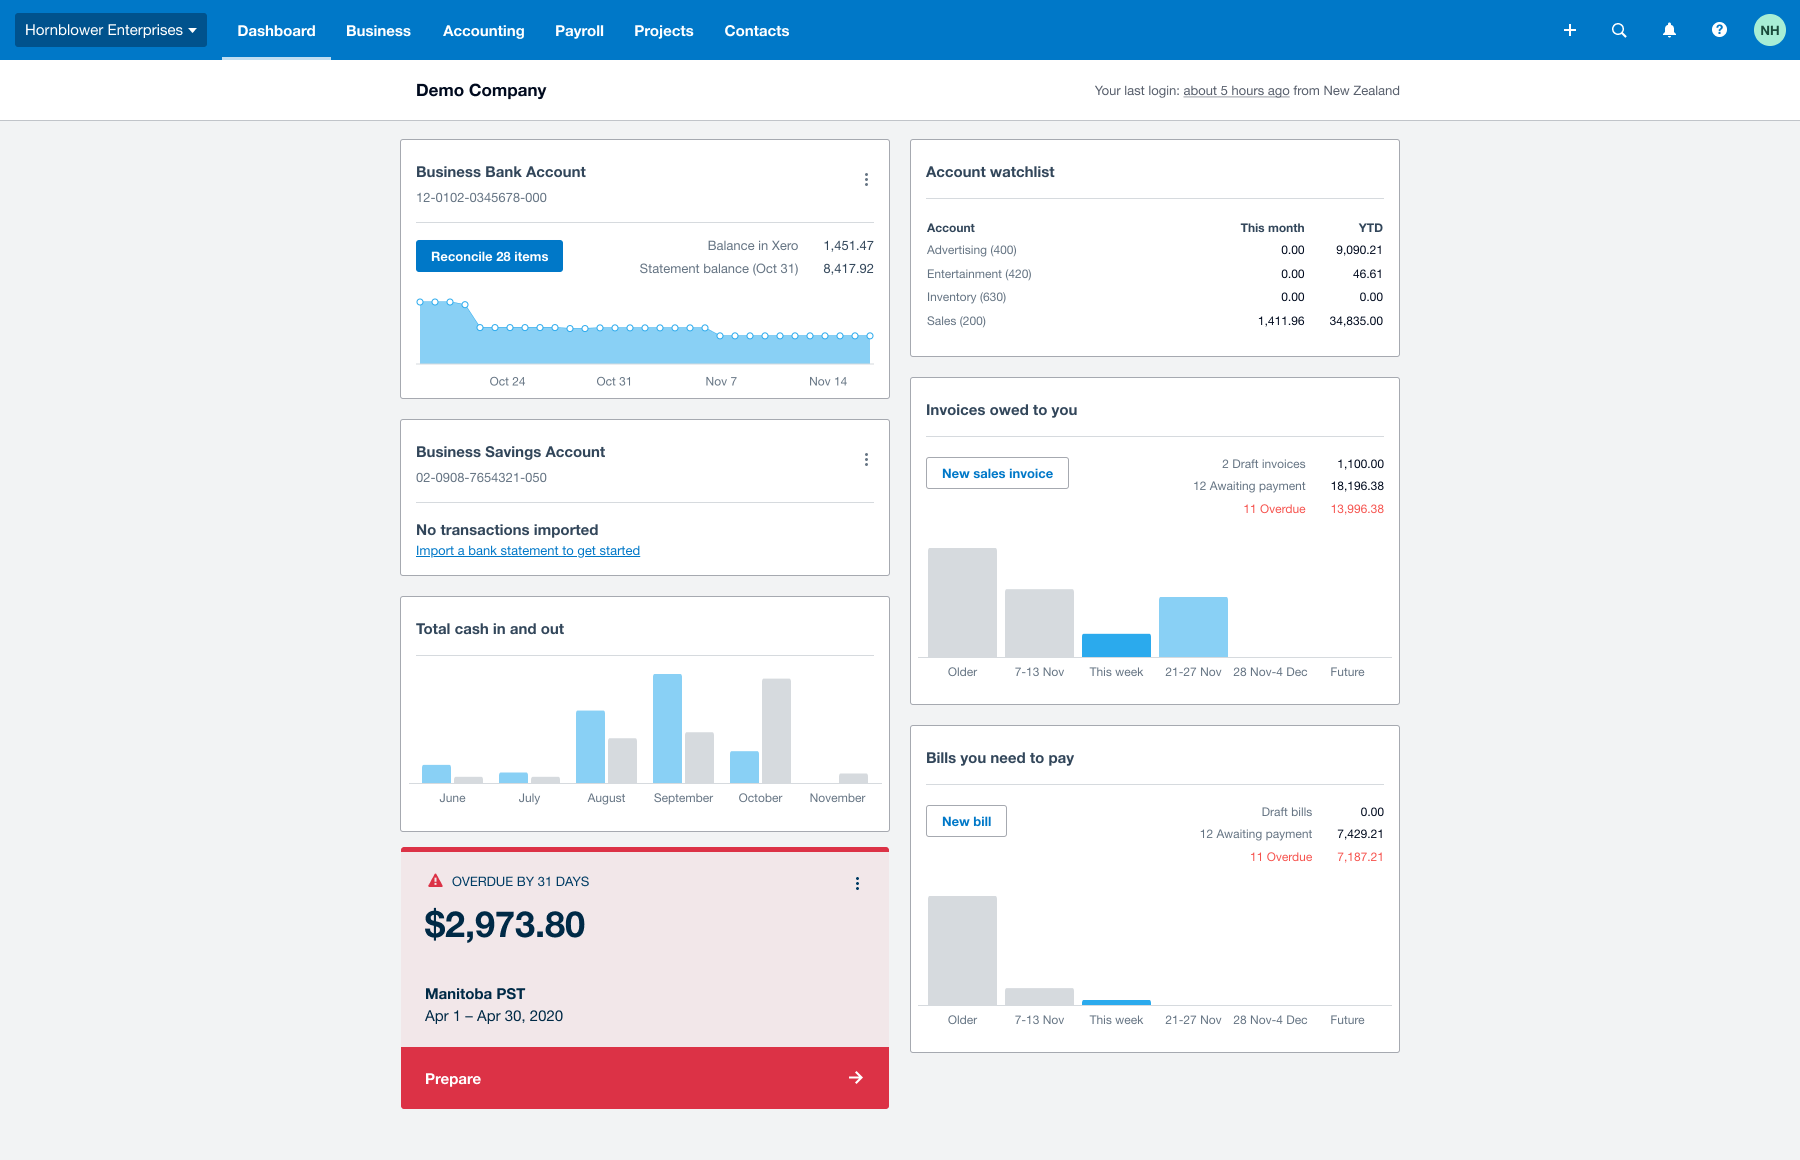 Hornblower Enterprises
Dashboard
Business
Accounting
Payroll
Projects
Contacts
NH
Demo Company
Your last login: about 5 hours ago from New Zealand
Business Bank Account
12-0102-0345678-000
Reconcile 28 items
Balance in Xero 1,451.47
Statement balance (Oct 31) 8,417.92
Oct 24 Oct 31 Nov 7 Nov 14
Business Savings Account
02-0908-7654321-050
No transactions imported
Import a bank statement to get started
Total cash in and out
June July August September October November
OVERDUE BY 31 DAYS
$2,973.80
Manitoba PST
Apr 1 – Apr 30, 2020
Prepare
Account watchlist
Account This month YTD
Advertising (400) 0.00 9,090.21
Entertainment (420) 0.00 46.61
Inventory (630) 0.00 0.00
Sales (200) 1,411.96 34,835.00
Invoices owed to you
New sales invoice
2 Draft invoices 1,100.00
12 Awaiting payment 18,196.38
11 Overdue 13,996.38
Older 7-13 Nov This week 21-27 Nov 28 Nov-4 Dec Future
Bills you need to pay
New bill
Draft bills 0.00
12 Awaiting payment 7,429.21
11 Overdue 7,187.21
Older 7-13 Nov This week 21-27 Nov 28 Nov-4 Dec Future